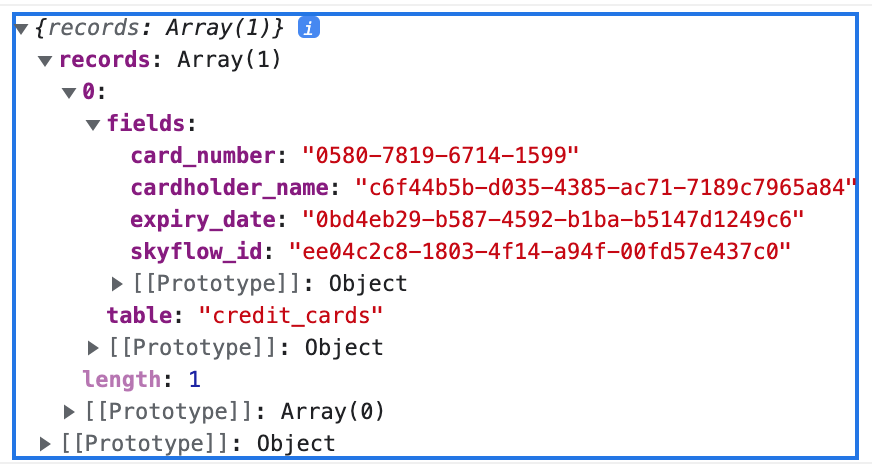 {records: Array(1)} i
records: Array(1)
0:
fields:
card_number: "0580-7819-6714-1599"
cardholder_name: "c6f44b5b-d035-4385-ac71-7189c7965a84"
expiry_date: "0bd4eb29-b587-4592-b1ba-b5147d1249c6"
skyflow_id: "ee04c2c8-1803-4f14-a94f-00fd57e437c0"
[[Prototype]]: Object
table: "credit_cards"
[[Prototype]]: Object
length: 1
[[Prototype]]: Array(0)
[[Prototype]]: Object